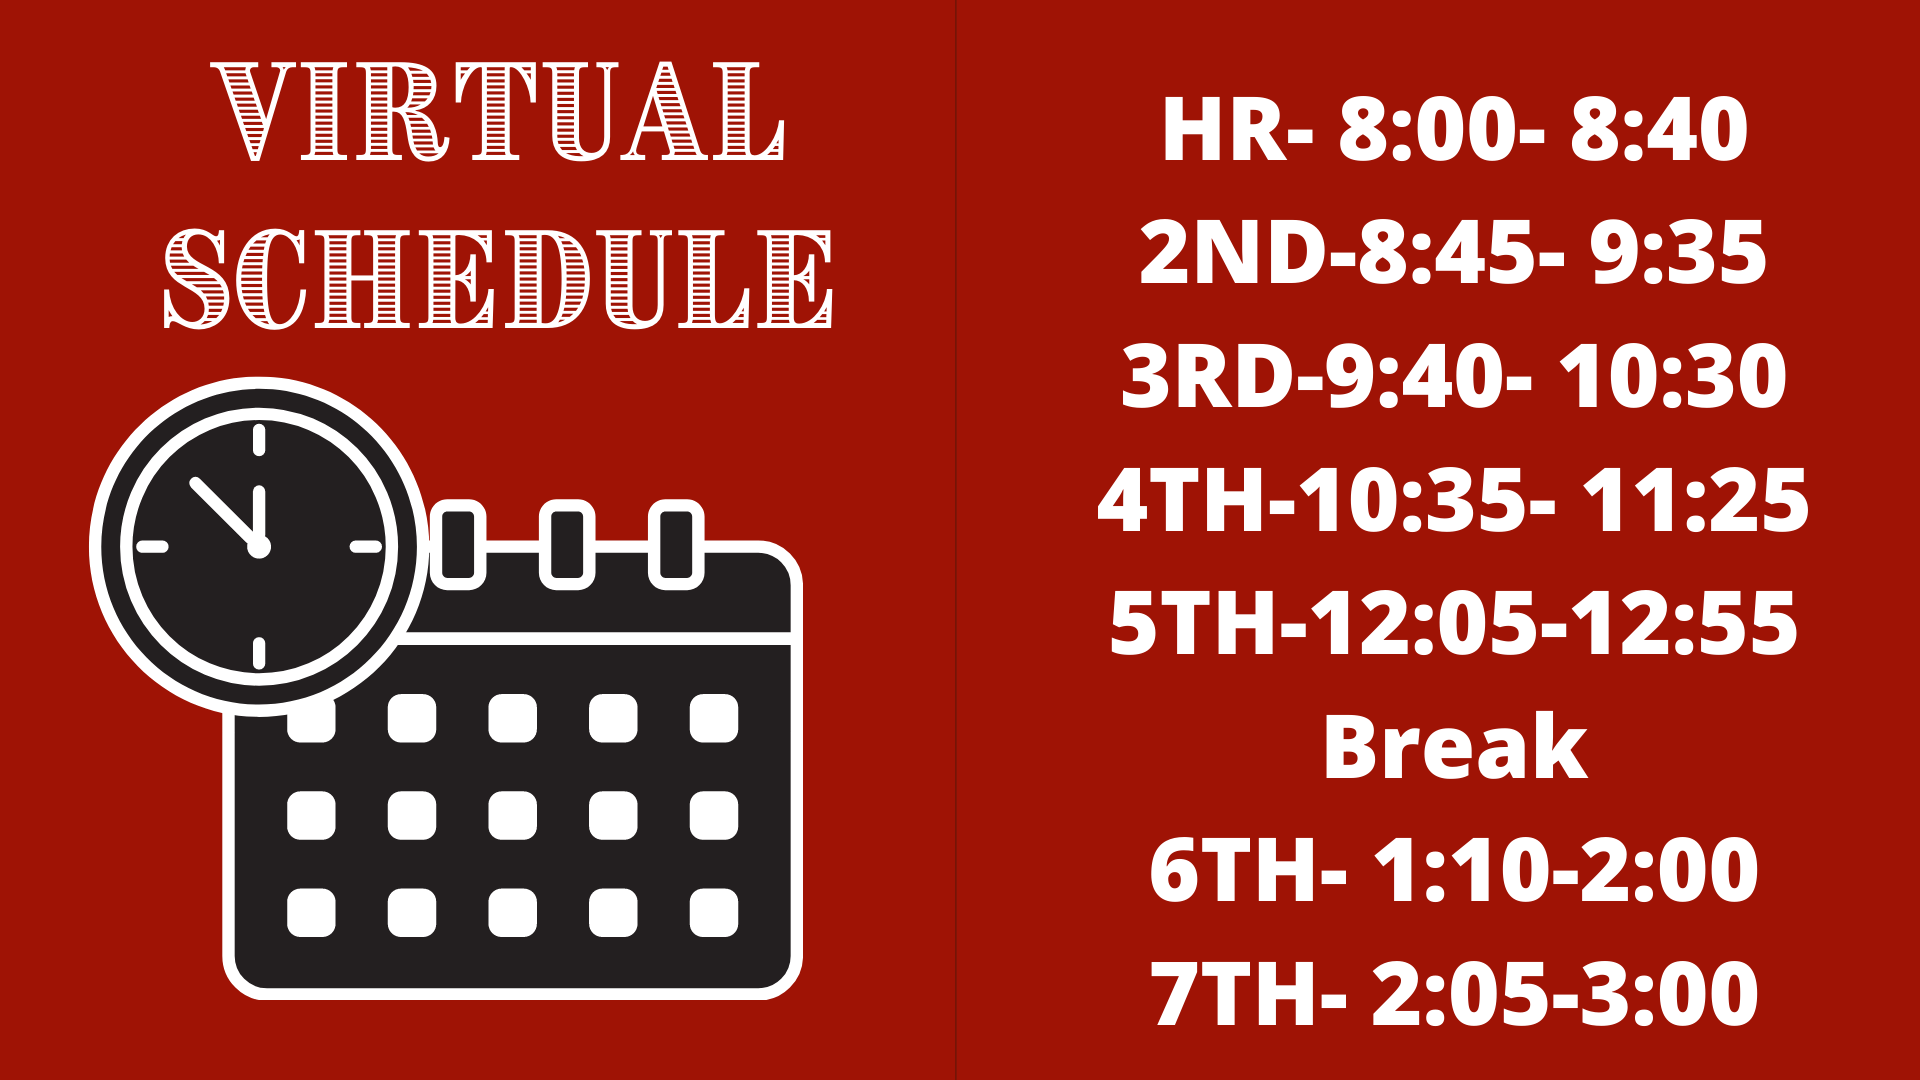 VIRTUAL
SCHEDULE
HR- 8:00- 8:40
2ND-8:45- 9:35
3RD-9:40- 10:30
4TH-10:35- 11:25
5TH-12:05-12:55
Break
6TH- 1:10-2:00
7TH- 2:05-3:00